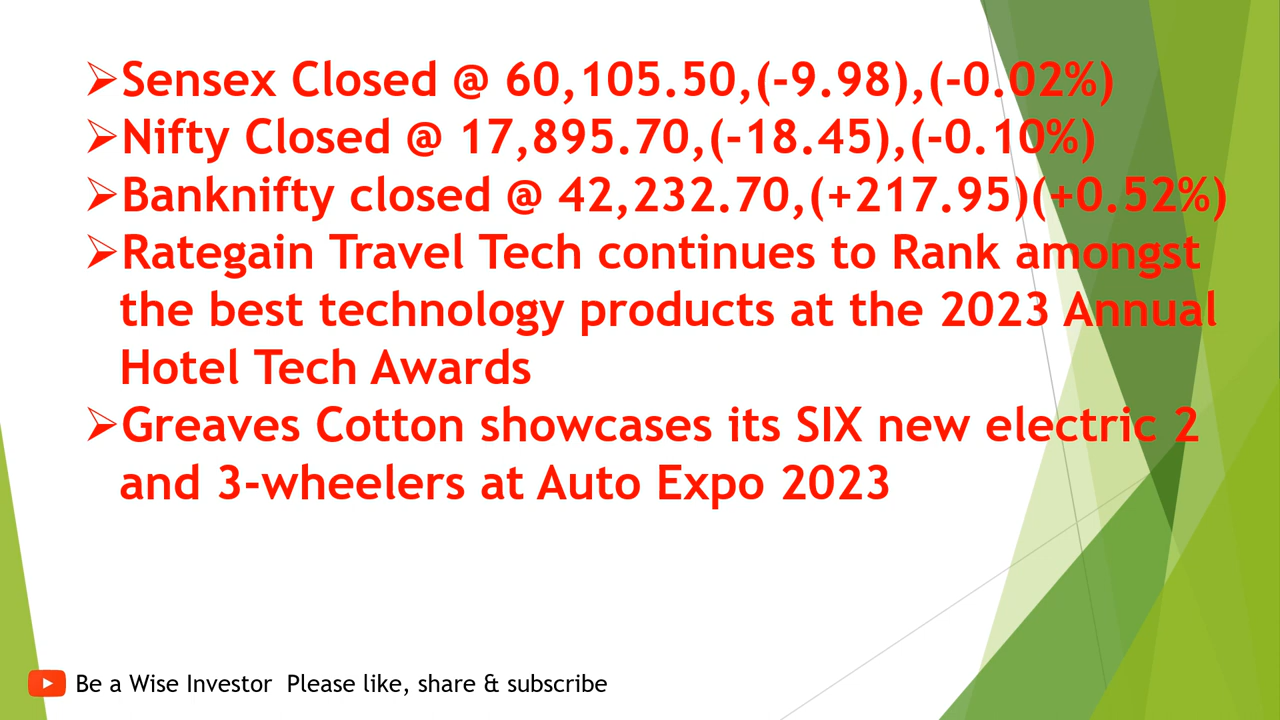 ➢Sensex Closed @ 60,105.50,(-9.98),(-0.02%)
➢Nifty Closed @ 17,895.70,(-18.45),(-0.10%)
➢Banknifty closed @ 42,232.70,(+217.95)(+0.52%)
➢Rategain Travel Tech continues to Rank amongst
the best technology products at the 2023 Annual
Hotel Tech Awards
➢Greaves Cotton showcases its SIX new electric 2
and 3-wheelers at Auto Expo 2023
Be a Wise Investor  Please like, share & subscribe